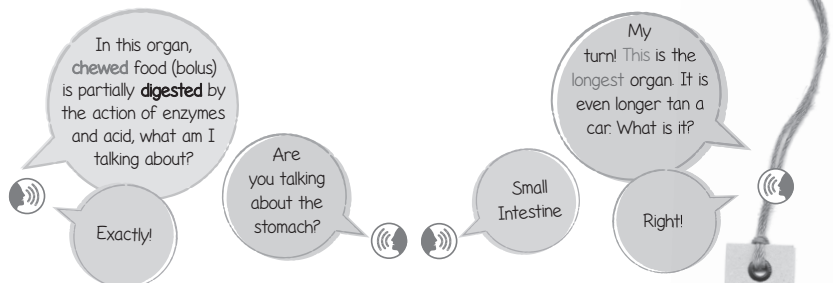 In this organ,
chewed food (bolus)
is partially digested by
the action of enzymes
and acid, what am I
talking about?
Are
you talking
about the
stomach?
Exactly!
My
turn! This is the
longest organ. It is
even longer tan a
car. What is it?
Small
Intestine
Right!